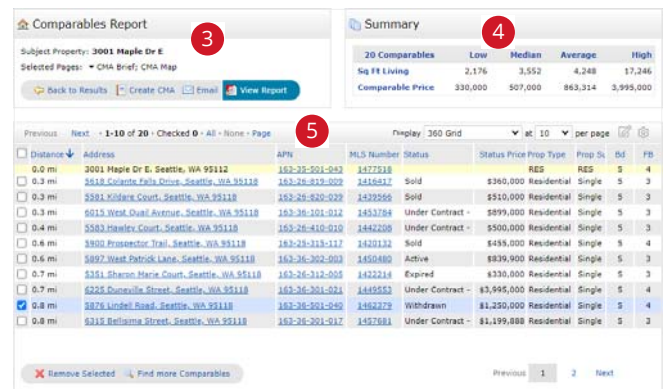 Comparables Report
3
Subject Property: 3001 Maple Dr E
Selected Pages: CMA Brief; CMA Map
Back to Results Create CMA Email View Report
Summary
4
20 Comparables Low Median Average High
Sq Ft Living 2,176 3,552 4,248 17,246
Comparable Price 330,000 507,000 863,314 3,995,000
5
Previous Next · 1-10 of 20 · Checked 0 · All · None · Page Display 360 Grid at 10 per page
Distance Address APN MLS Number Status Status Price Prop Type Prop Su Bd FB
0.0 mi 3001 Maple Dr E. Seattle, WA 95112 163-35-501-043 1477518 RES RES 5 4
0.3 mi 5618 Colante Falls Drive, Seattle, WA 95118 163-26-819-009 1416417 Sold $360,000 Residential Single 5 3
0.3 mi 5581 Kildare Court, Seattle, WA 95118 163-26-820-039 1439566 Sold $510,000 Residential Single 5 3
0.3 mi 6015 West Quail Avenue, Seattle, WA 95118 163-36-101-012 1453784 Under Contract - $899,000 Residential Single 5 3
0.4 mi 5583 Hawley Court, Seattle, WA 95118 163-26-410-010 1442206 Under Contract - $500,000 Residential Single 5 3
0.6 mi 5900 Prospector Trail, Seattle, WA 95118 163-25-315-117 1420132 Sold $455,000 Residential Single 5 4
0.6 mi 5897 West Patrick Lane, Seattle, WA 95118 163-36-302-003 1450480 Active $839,900 Residential Single 5 3
0.7 mi 5351 Sharon Marie Court, Seattle, WA 95118 163-26-312-005 1422214 Expired $330,000 Residential Single 5 3
0.7 mi 6225 Duneville Street, Seattle, WA 95118 163-36-301-021 1449553 Under Contract - $3,995,000 Residential Single 5 4
0.8 mi 5876 Lindell Road, Seattle, WA 95118 163-36-501-040 1462379 Withdrawn $1,250,000 Residential Single 5 4
0.8 mi 6315 Bellisima Street, Seattle, WA 95118 163-36-301-017 1457681 Under Contract - $1,199,888 Residential Single 5 3
Remove Selected Find more Comparables Previous 1 2 Next